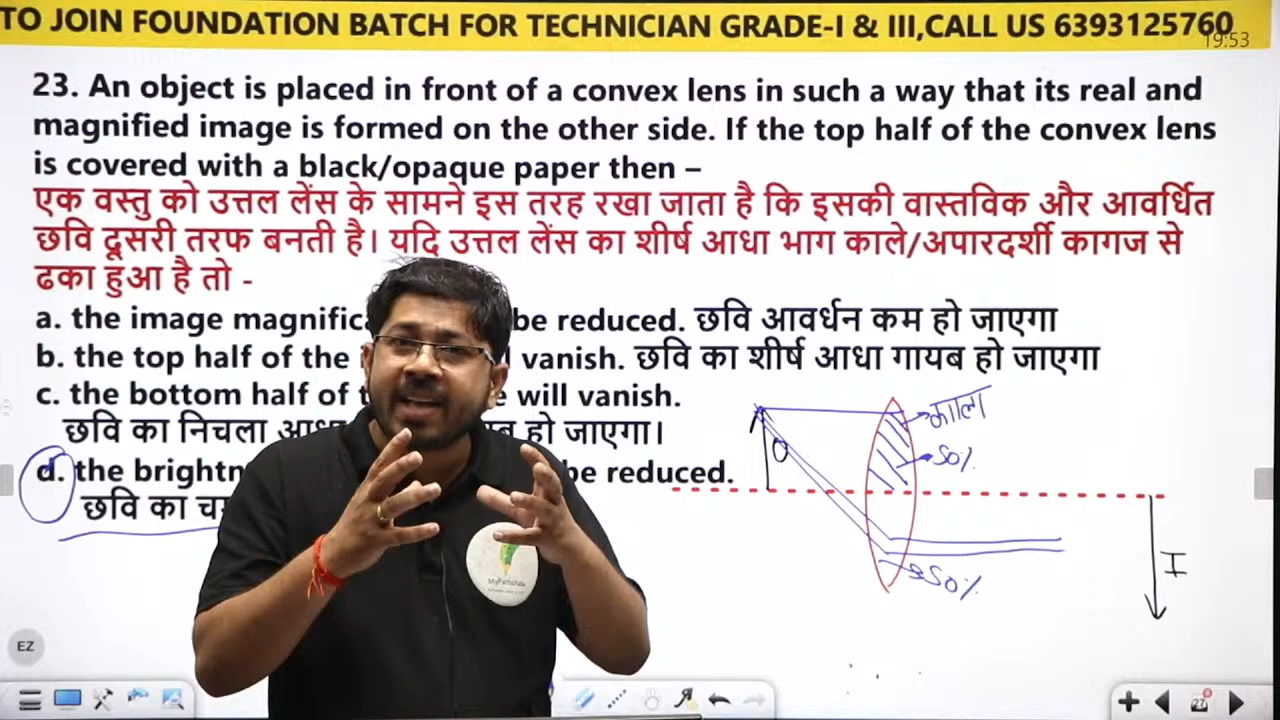 TO JOIN FOUNDATION BATCH FOR TECHNICIAN GRADE-I & III,CALL US 6393125760
19:53
23. An object is placed in front of a convex lens in such a way that its real and
magnified image is formed on the other side. If the top half of the convex lens
is covered with a black/opaque paper then –
एक वस्तु को उत्तल लेंस के सामने इस तरह रखा जाता है कि इसकी वास्तविक और आवर्धित
छवि दूसरी तरफ बनती है। यदि उत्तल लेंस का शीर्ष आधा भाग काले/अपारदर्शी कागज से
ढका हुआ है तो -
a. the image magnific be reduced. छवि आवर्धन कम हो जाएगा
b. the top half of the vanish. छवि का शीर्ष आधा गायब हो जाएगा
c. the bottom half of will vanish.
छवि का निचला हो जाएगा।
d. the brightn be reduced.
छवि का
काला
50%
O
50%
I
MyPathshala
EZ
27